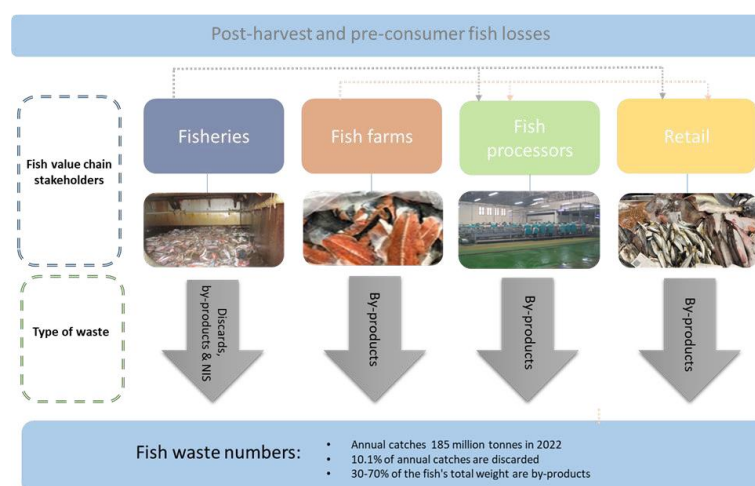 Post-harvest and pre-consumer fish losses
Fisheries
Fish farms
Fish
processors
Retail
Fish value chain
stakeholders
Type of waste
Discards,
by-products & NIS
By-products
By-products
By-products
Fish waste numbers:
• Annual catches 185 million tonnes in 2022
• 10.1% of annual catches are discarded
• 30-70% of the fish's total weight are by-products